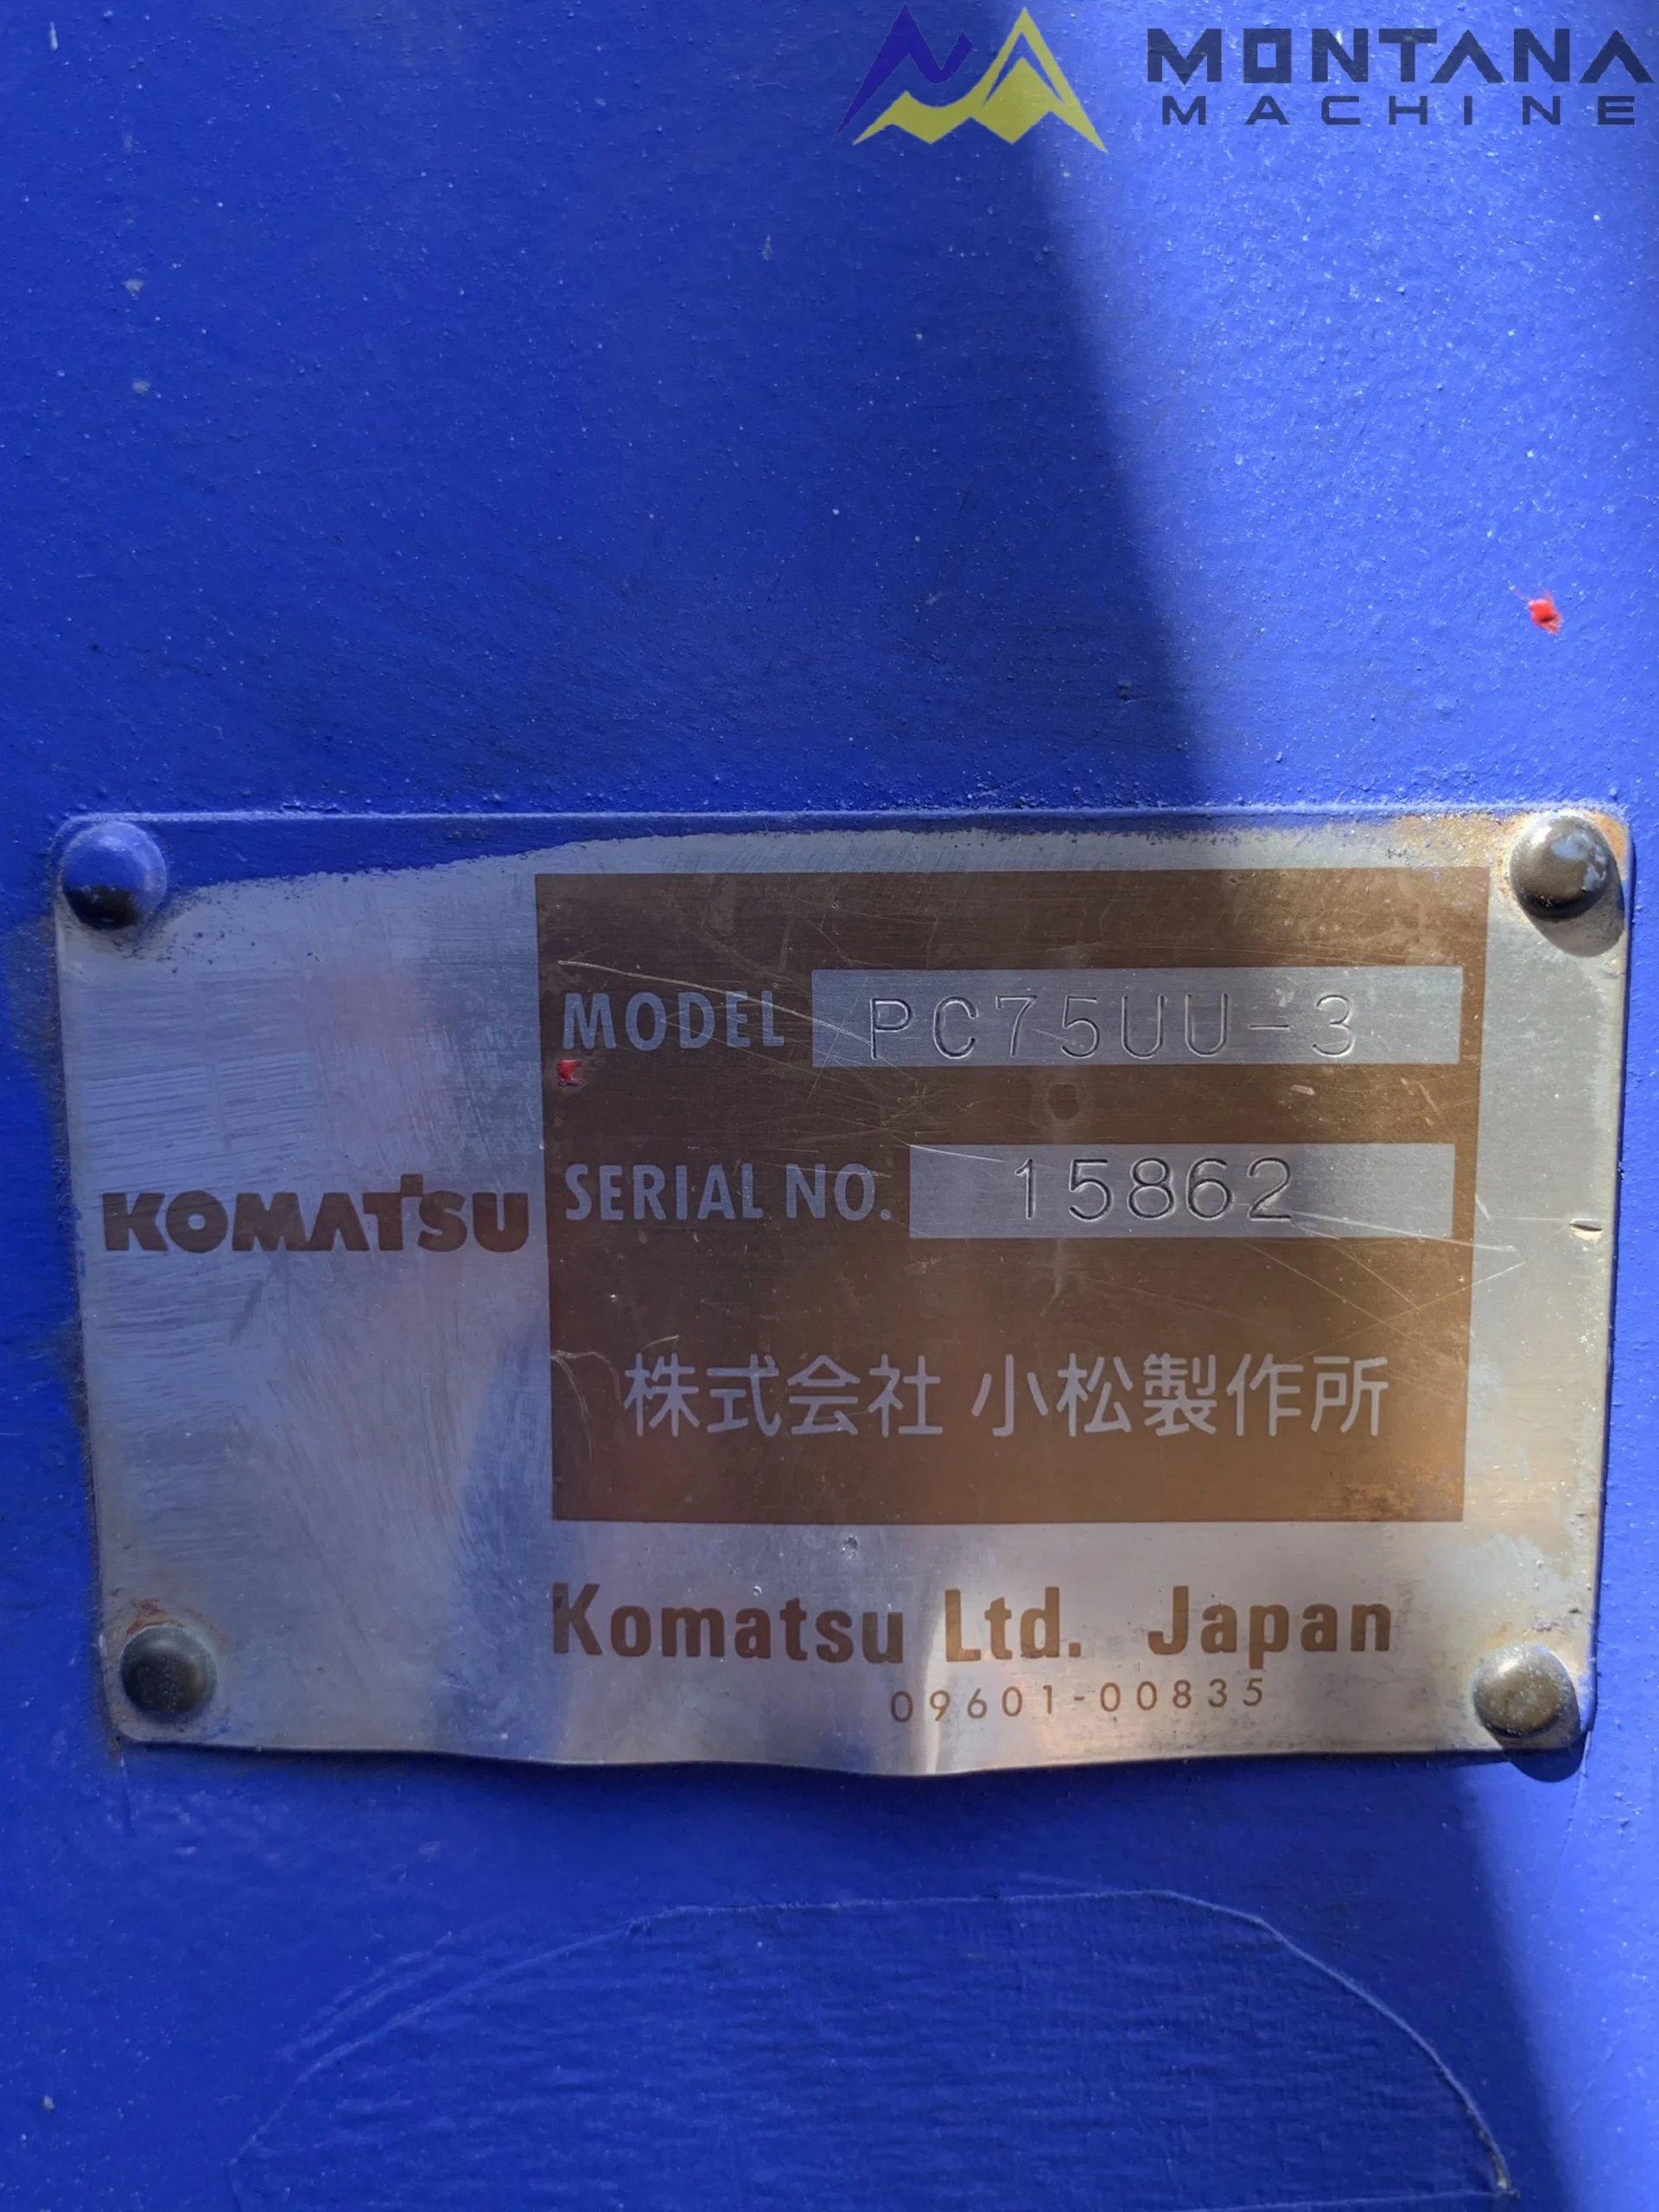 MONTANA
MACHINE
MODEL PC75UU-3
KOMATSU
SERIAL NO. 15862
株式会社 小松製作所
Komatsu Ltd. Japan
09601-00835